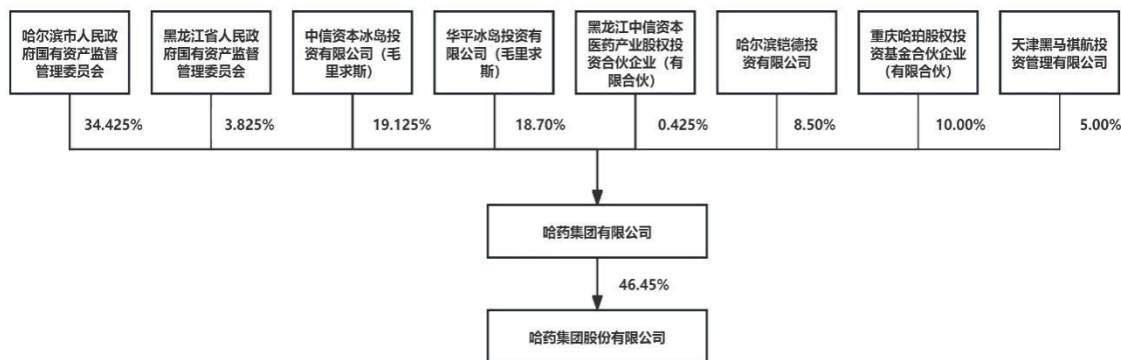 哈尔滨市人民政
府国有资产监督
管理委员会
黑龙江省人民政
府国有资产监督
管理委员会
中信资本冰岛投
资有限公司（毛
里求斯）
华平冰岛投资有
限公司（毛里求
斯）
黑龙江中信资本
医药产业股权投
资合伙企业（有
限合伙）
哈尔滨铠德投
资有限公司
重庆哈珀股权投
资基金合伙企业
（有限合伙）
天津黑马祺航投
资管理有限公司
34.425%
3.825%
19.125%
18.70%
0.425%
8.50%
10.00%
5.00%
哈药集团有限公司
46.45%
哈药集团股份有限公司